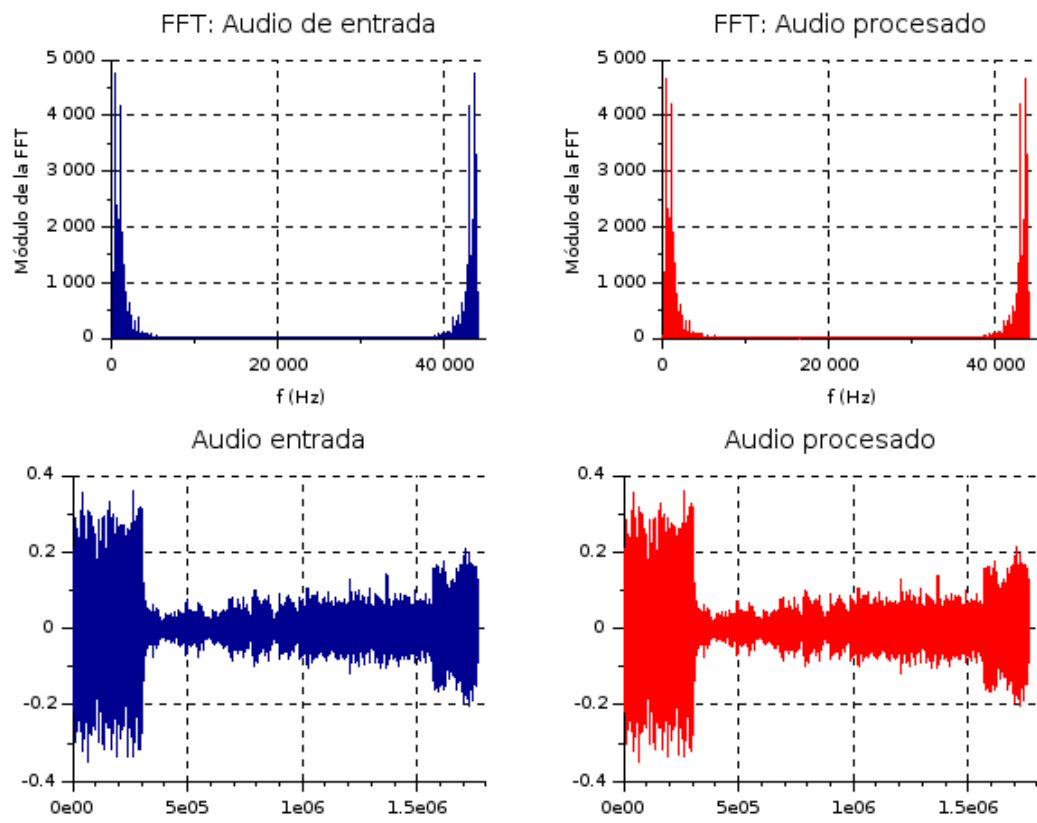 FFT: Audio de entrada
5 000
4 000
3 000
2 000
1 000
0
Módulo de la FFT
0
20 000
40 000
f (Hz)
FFT: Audio procesado
5 000
4 000
3 000
2 000
1 000
0
Módulo de la FFT
0
20 000
40 000
f (Hz)
Audio entrada
0.4
0.2
0
-0.2
-0.4
0e00
5e05
1e06
1.5e06
Audio procesado
0.4
0.2
0
-0.2
-0.4
0e00
5e05
1e06
1.5e06